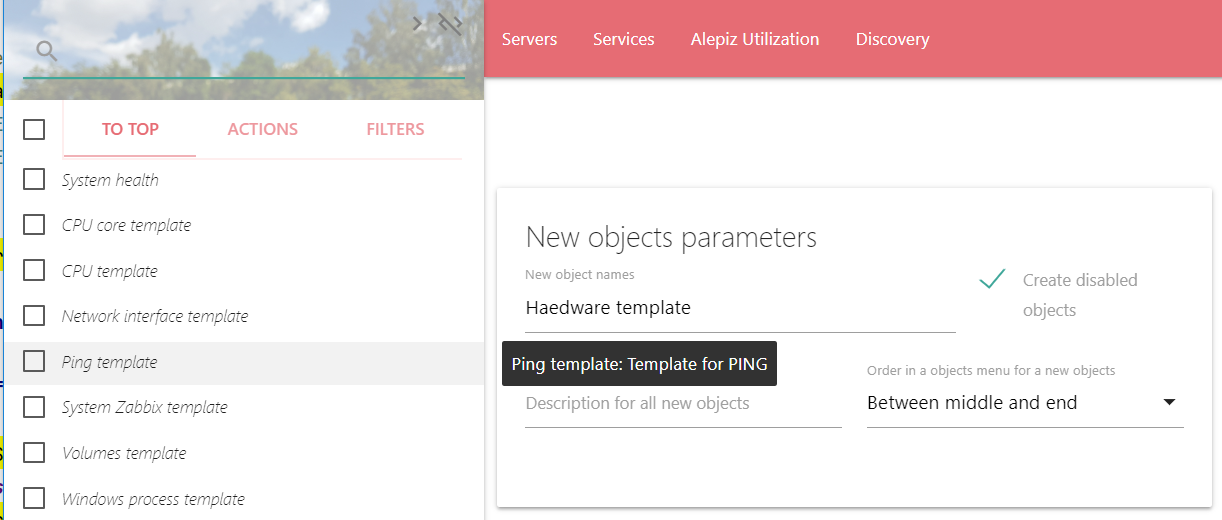 Servers
Services
Alepiz Utilization
Discovery
TO TOP
ACTIONS
FILTERS
System health
CPU core template
CPU template
Network interface template
Ping template
System Zabbix template
Volumes template
Windows process template
New objects parameters
New object names
Haedware template
Create disabled
objects
Ping template: Template for PING
Description for all new objects
Order in a objects menu for a new objects
Between middle and end